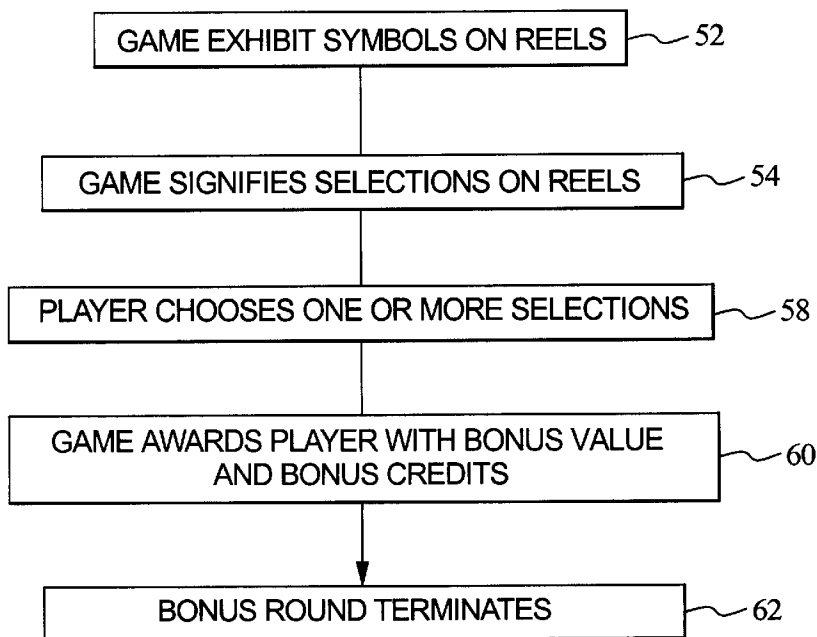 GAME EXHIBIT SYMBOLS ON REELS 52
GAME SIGNIFIES SELECTIONS ON REELS 54
PLAYER CHOOSES ONE OR MORE SELECTIONS 58
GAME AWARDS PLAYER WITH BONUS VALUE
AND BONUS CREDITS 60
BONUS ROUND TERMINATES 62